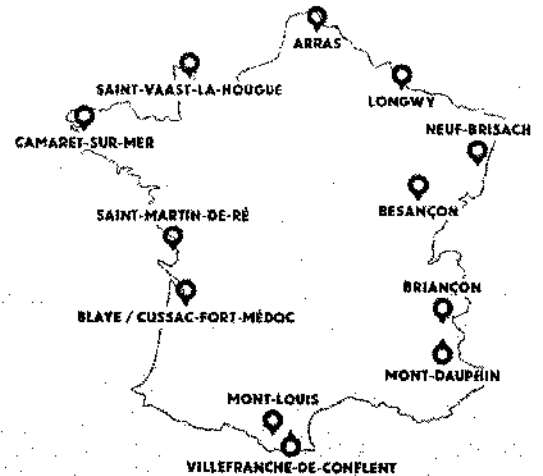 ARRAS
SAINT-VAAST-LA-HOUGUE
LONGWY
NEUF-BRISACH
CAMARET-SUR-MER
BESANÇON
SAINT-MARTIN-DE-RÉ
BRIANÇON
BLAYE / CUSSAC-FORT-MÉDOC
MONT-DAUPHIN
MONT-LOUIS
VILLEFRANCHE-DE-CONFLENT